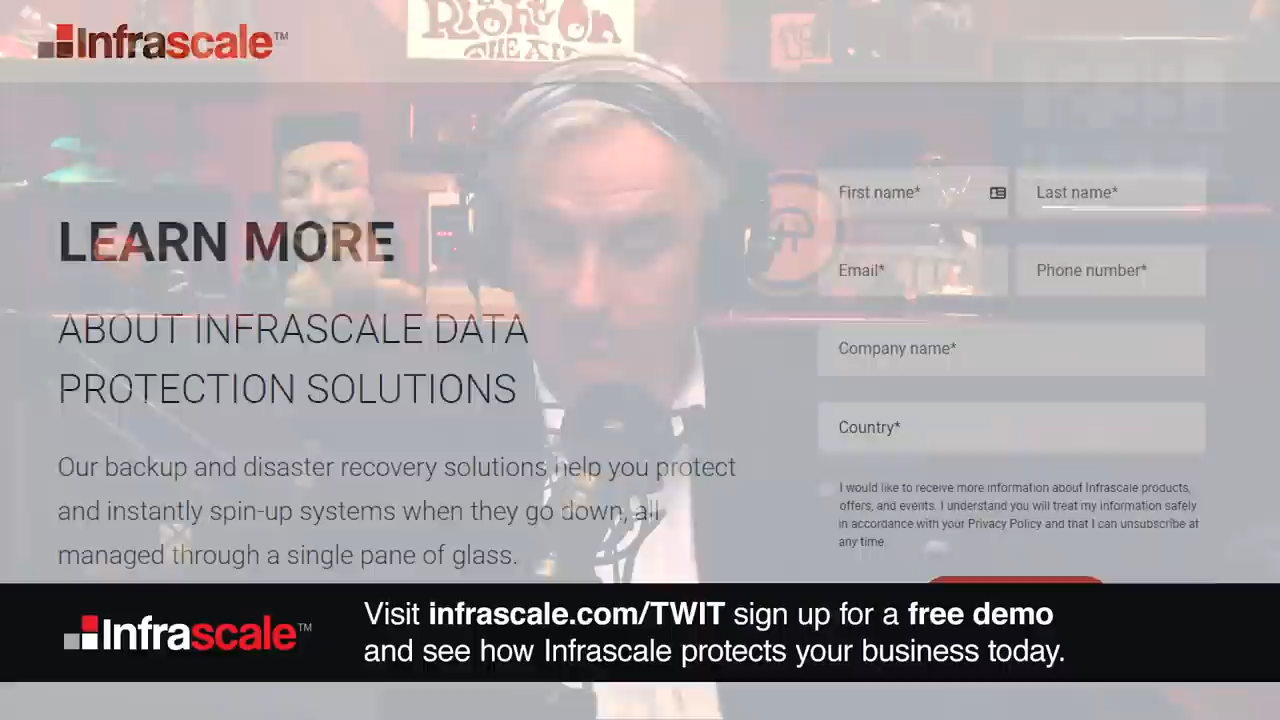 Infrascale™
RiGHT ON
THE AIR
LEARN MORE
ABOUT INFRASCALE DATA
PROTECTION SOLUTIONS
Our backup and disaster recovery solutions help you protect
and instantly spin-up systems when they go down, all
managed through a single pane of glass.
First name*
Last name*
Email*
Phone number*
Company name*
Country*
I would like to receive more information about Infrascale products,
offers, and events. I understand you will treat my information safely
in accordance with your Privacy Policy and that I can unsubscribe at
any time.
Infrascale™
Visit infrascale.com/TWIT sign up for a free demo
and see how Infrascale protects your business today.